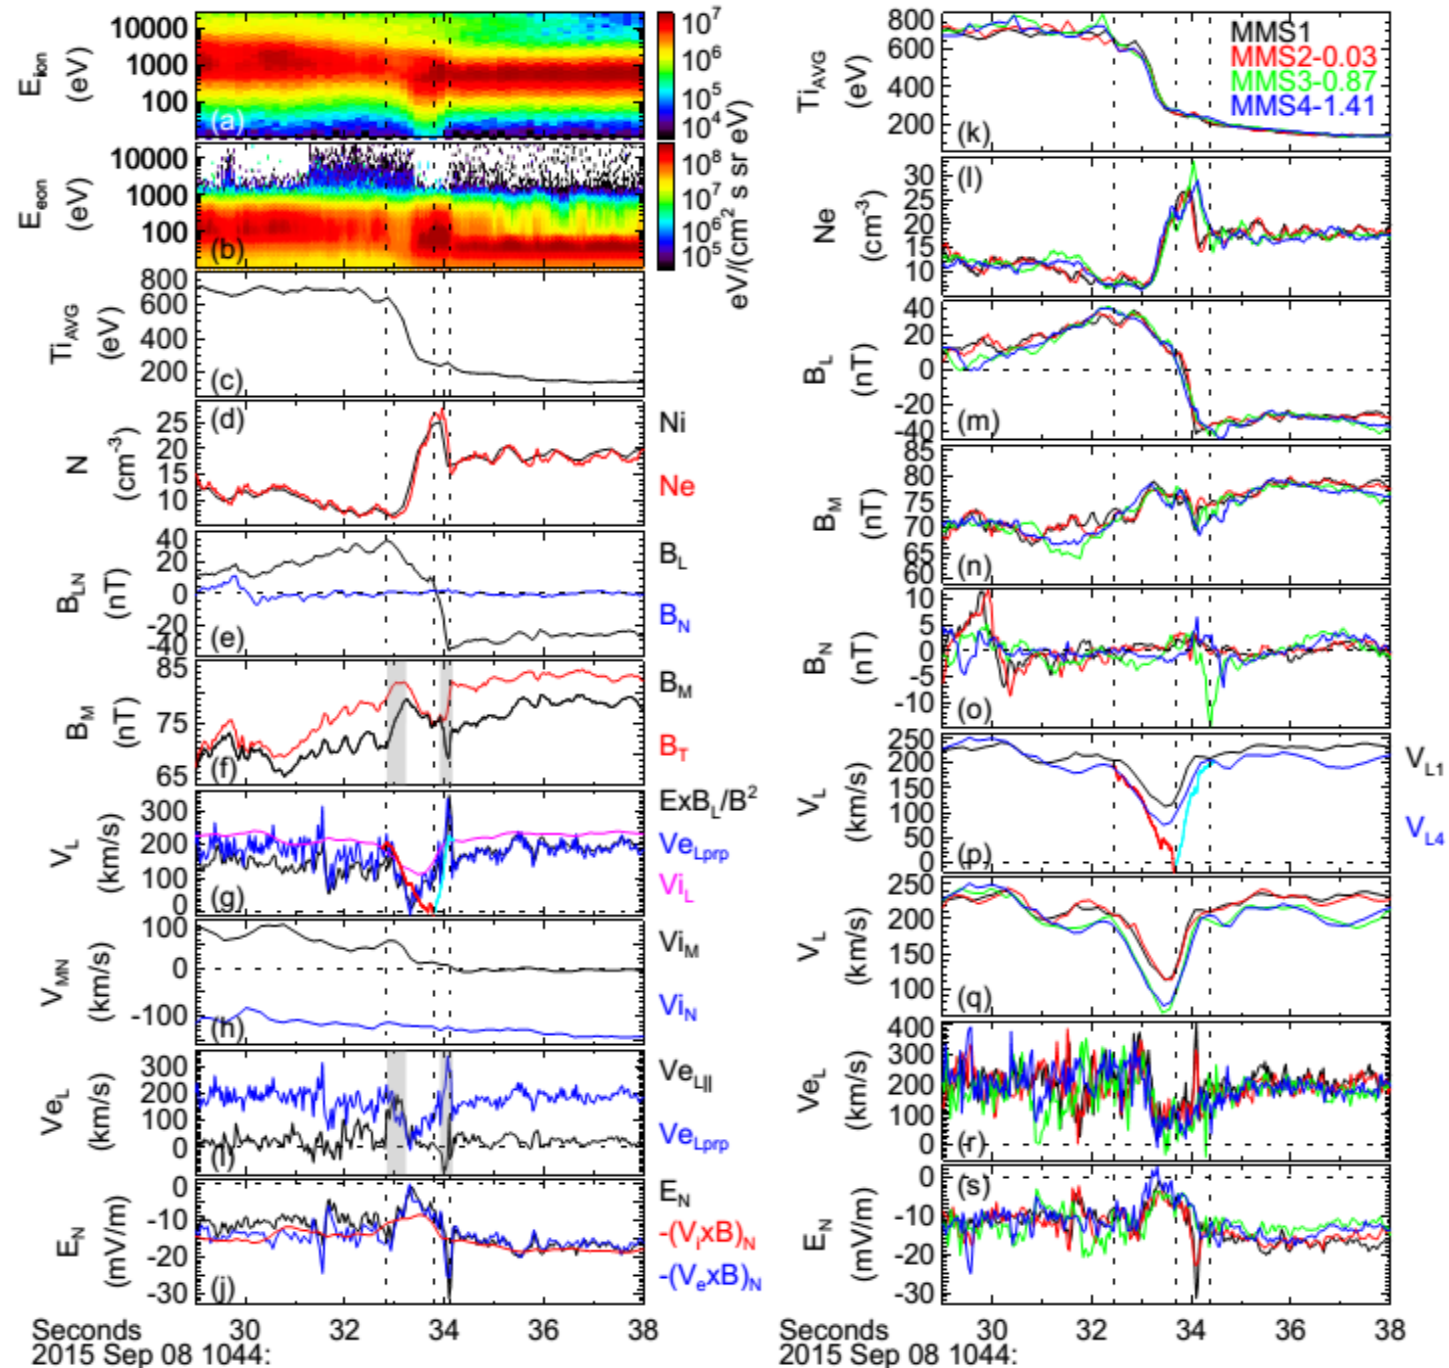 10000
1000
100
E_ion
(eV)
(a)
10^7
10^6
10^5
10^4
10000
1000
100
(eV)
(b)
10^8
10^7
10^6
10^5
eV/(cm^2 s sr eV)
800
600
400
200
Ti_AVG
(eV)
(c)
25
20
15
10
N
(cm^-3)
(d)
Ni
Ne
40
20
0
-20
-40
B_LN
(nT)
(e)
B_L
B_N
85
75
65
B_M
(nT)
(f)
B_M
B_T
300
200
100
0
V_L
(km/s)
(g)
ExB_L/B^2
Ve_Lprp
Vi_L
100
0
-100
V_MN
(km/s)
(h)
Vi_M
Vi_N
300
200
100
0
Ve_L
(km/s)
(i)
Ve_L||
Ve_Lprp
0
-10
-20
-30
E_N
(mV/m)
(j)
E_N
-(V_ixB)_N
-(V_exB)_N
30 32 34 36 38
Seconds
2015 Sep 08 1044:
800
600
400
200
Ti_AVG
(eV)
(k)
MMS1
MMS2-0.03
MMS3-0.87
MMS4-1.41
30
25
20
15
10
Ne
(cm^-3)
(l)
40
20
0
-20
-40
B_L
(nT)
(m)
85
80
75
70
65
60
B_M
(nT)
(n)
10
5
0
-5
-10
B_N
(nT)
(o)
250
200
150
100
50
0
V_L
(km/s)
(p)
V_L1
V_L4
250
200
150
100
V_L
(km/s)
(q)
400
300
200
100
0
Ve_L
(km/s)
(r)
0
-10
-20
-30
E_N
(mV/m)
(s)
30 32 34 36 38
Seconds
2015 Sep 08 1044: